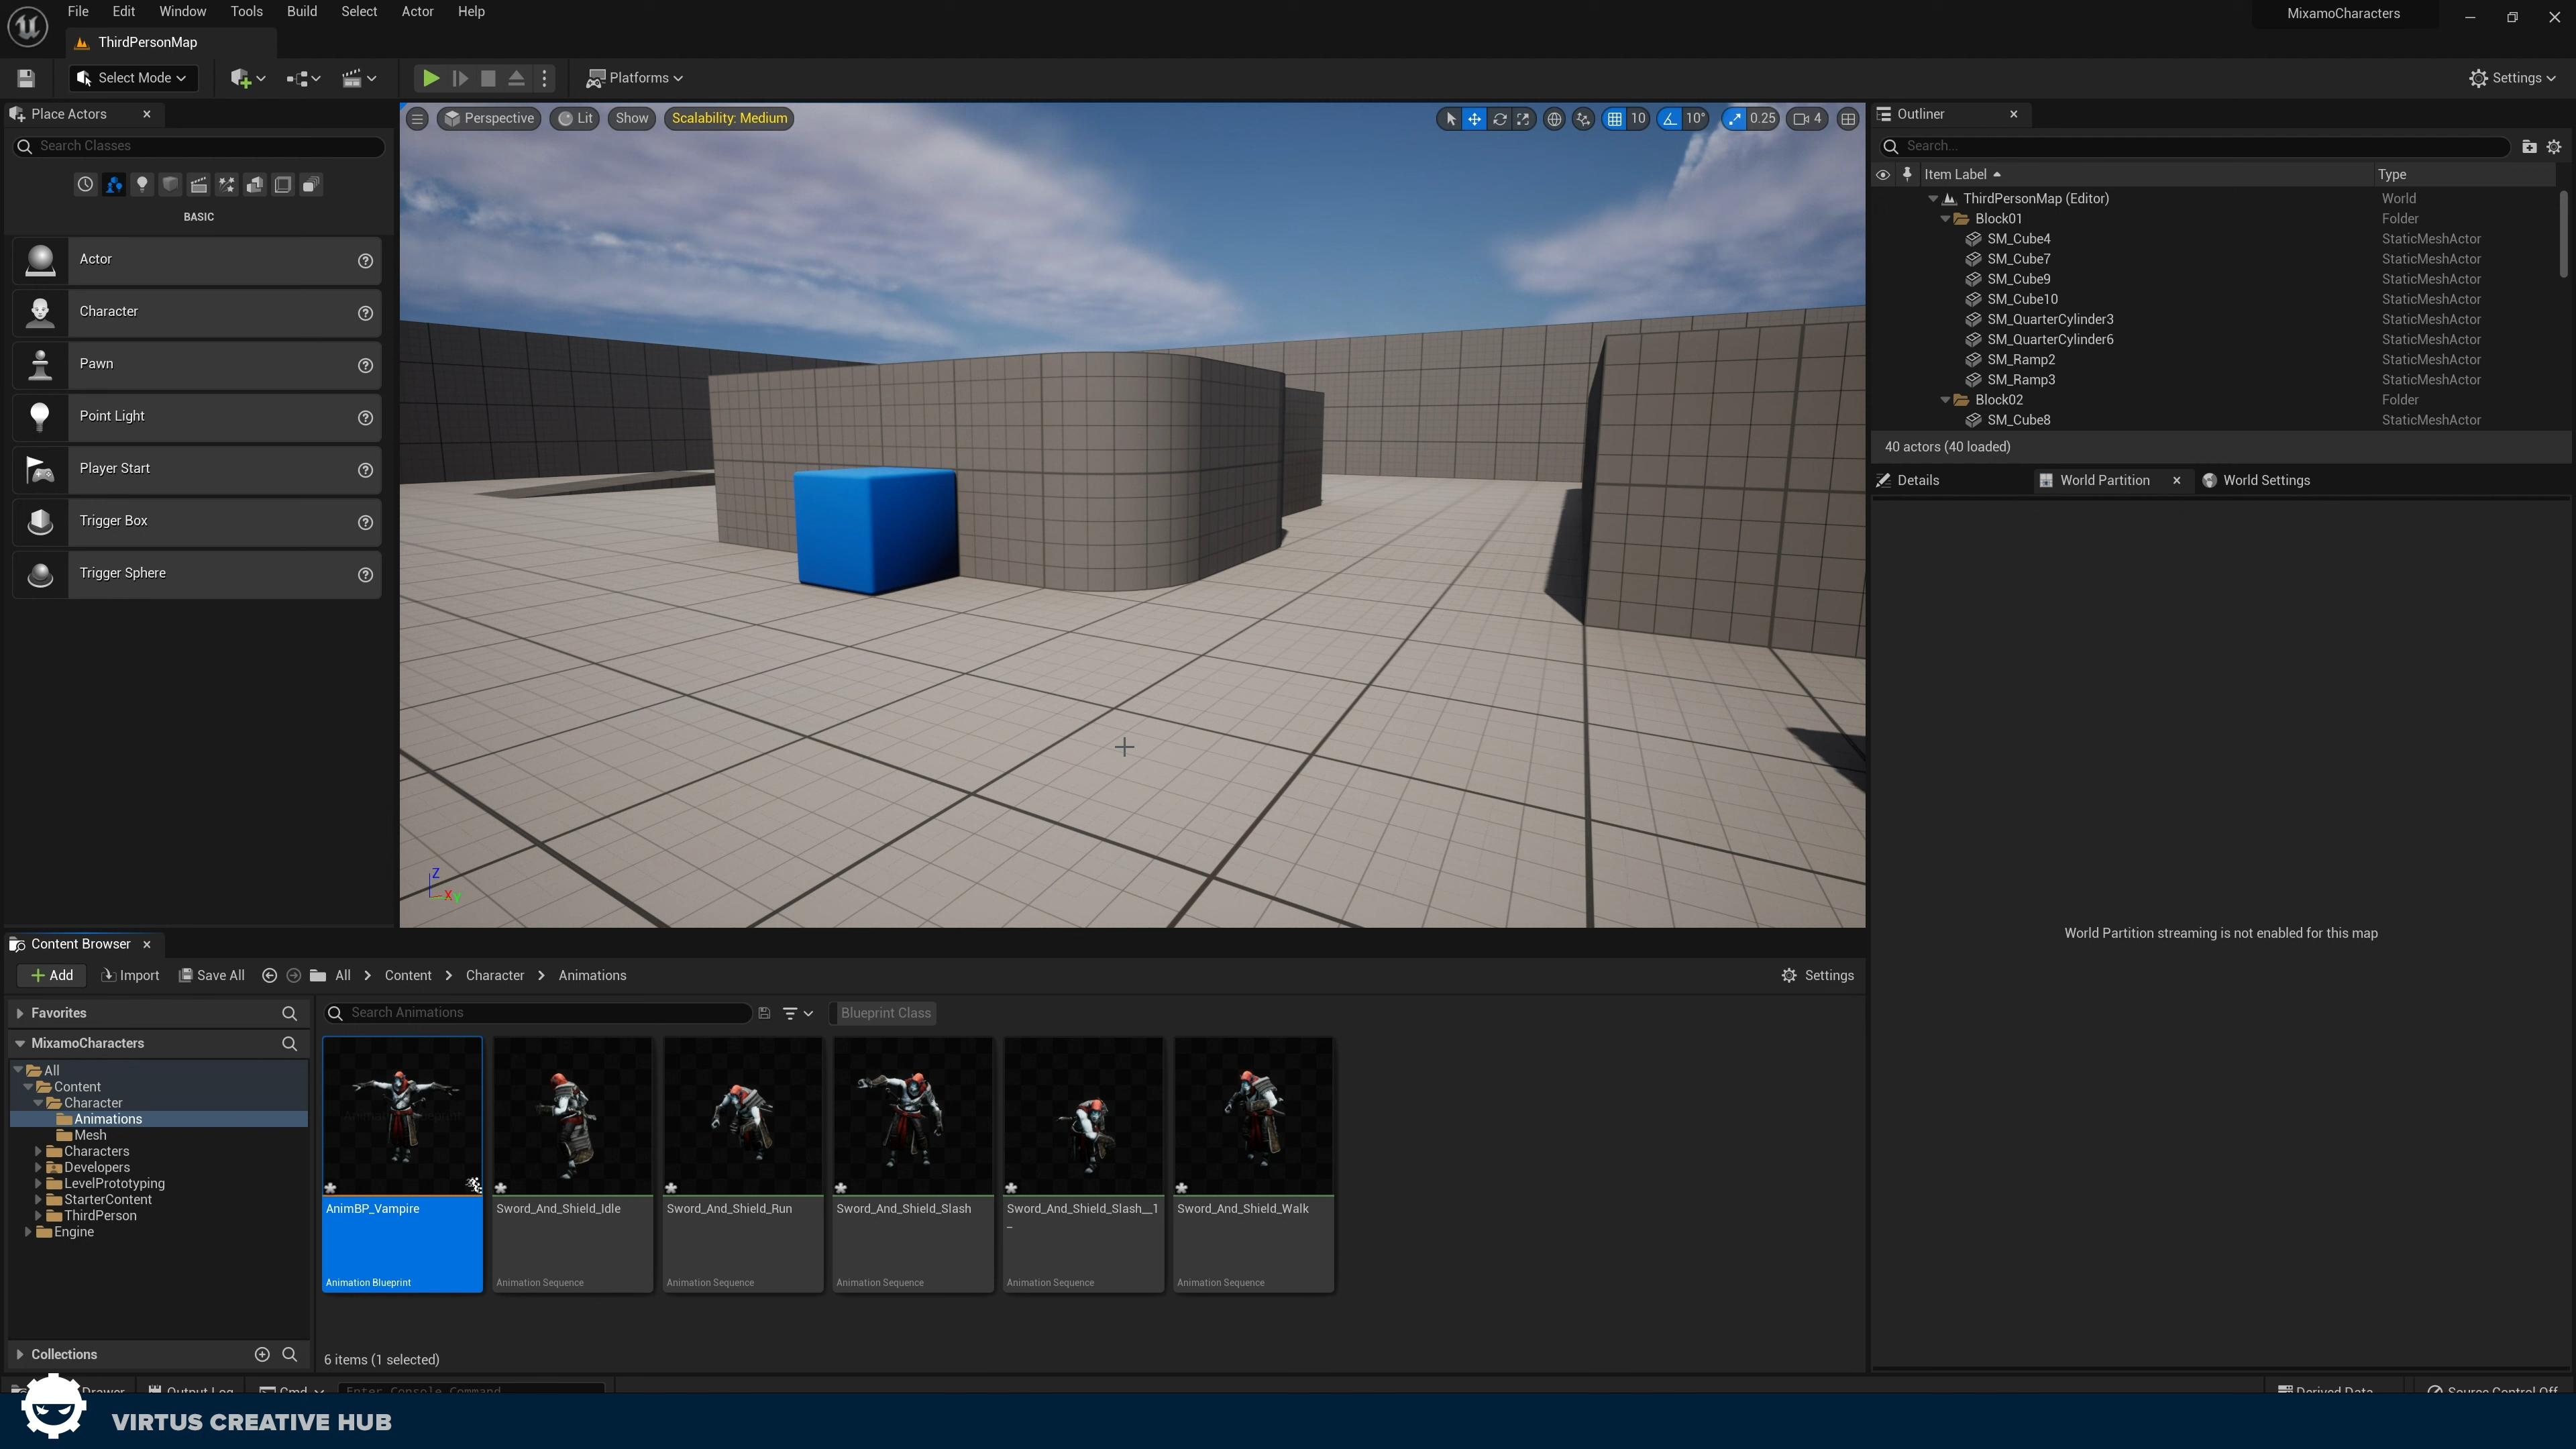 File Edit Window Tools Build Select Actor Help
MixamoCharacters
ThirdPersonMap
Select Mode
Platforms
Settings
Place Actors
Search Classes
BASIC
Actor
Character
Pawn
Point Light
Player Start
Trigger Box
Trigger Sphere
Perspective Lit Show Scalability: Medium
10 10° 0.25 4
Z
X
Y
Outliner
Search...
Item Label Type
ThirdPersonMap (Editor) World
Block01 Folder
SM_Cube4 StaticMeshActor
SM_Cube7 StaticMeshActor
SM_Cube9 StaticMeshActor
SM_Cube10 StaticMeshActor
SM_QuarterCylinder3 StaticMeshActor
SM_QuarterCylinder6 StaticMeshActor
SM_Ramp2 StaticMeshActor
SM_Ramp3 StaticMeshActor
Block02 Folder
SM_Cube8 StaticMeshActor
40 actors (40 loaded)
Details World Partition World Settings
World Partition streaming is not enabled for this map
Content Browser
Add Import Save All All Content Character Animations Settings
Favorites
MixamoCharacters
All
Content
Character
Animations
Mesh
Characters
Developers
LevelPrototyping
StarterContent
ThirdPerson
Engine
Collections
Search Animations
Blueprint Class
AnimBP_Vampire
Animation Blueprint
Sword_And_Shield_Idle
Animation Sequence
Sword_And_Shield_Run
Animation Sequence
Sword_And_Shield_Slash
Animation Sequence
Sword_And_Shield_Slash__1
_
Animation Sequence
Sword_And_Shield_Walk
Animation Sequence
6 items (1 selected)
Drawer Output Log Cmd Enter Console Command
Derived Data Source Control Off
VIRTUS CREATIVE HUB